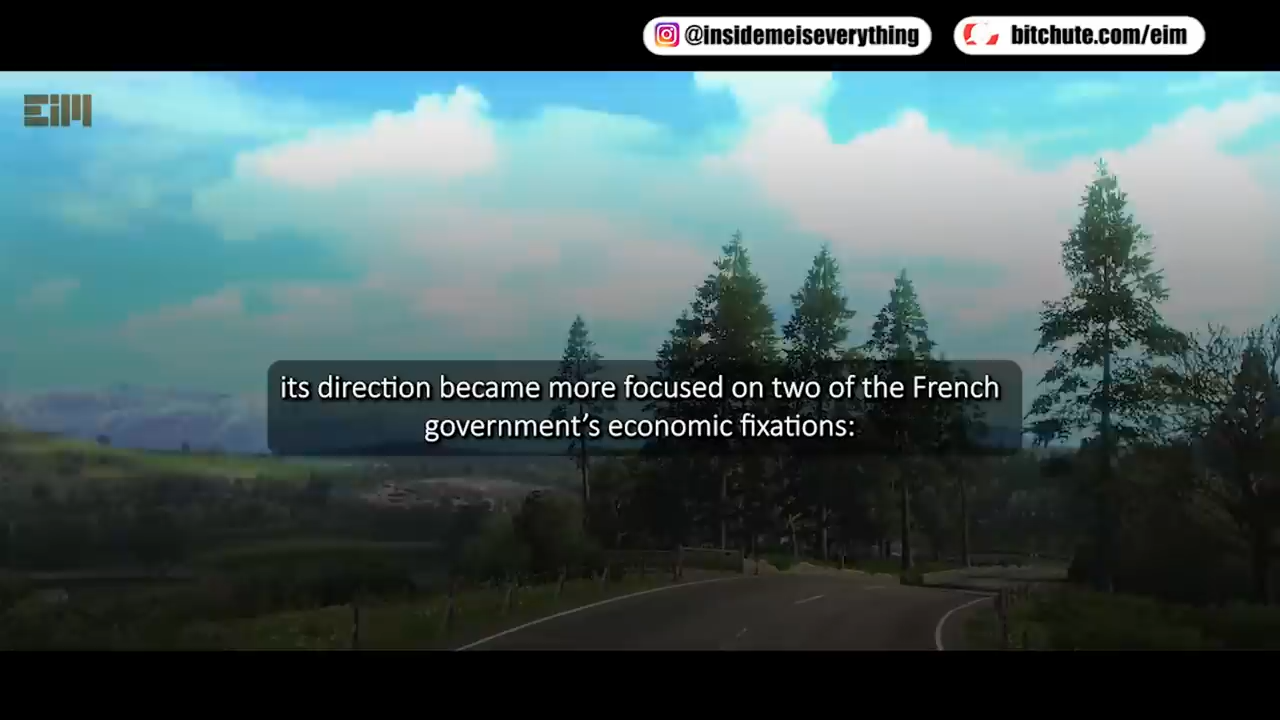 @insidemeiseverything
bitchute.com/eim
EiM
its direction became more focused on two of the French
government's economic fixations: